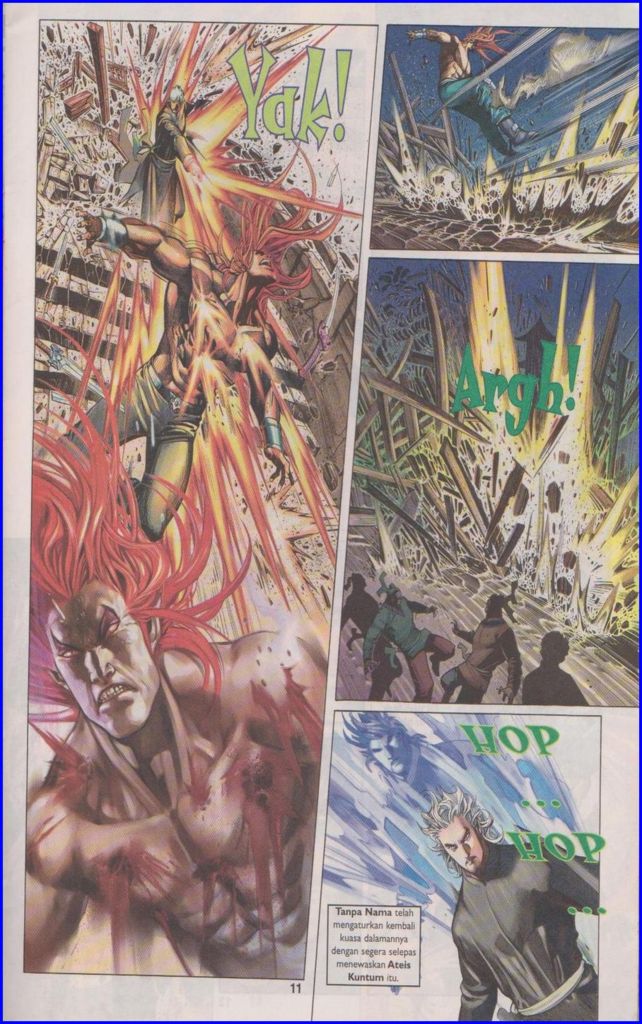 Yak!
Argh!
HOP
...
HOP
...
Tanpa Nama telah
mengaturkan kembali
kuasa dalamannya
dengan segera selepas
menewaskan Ateis
Kuntum itu.
11